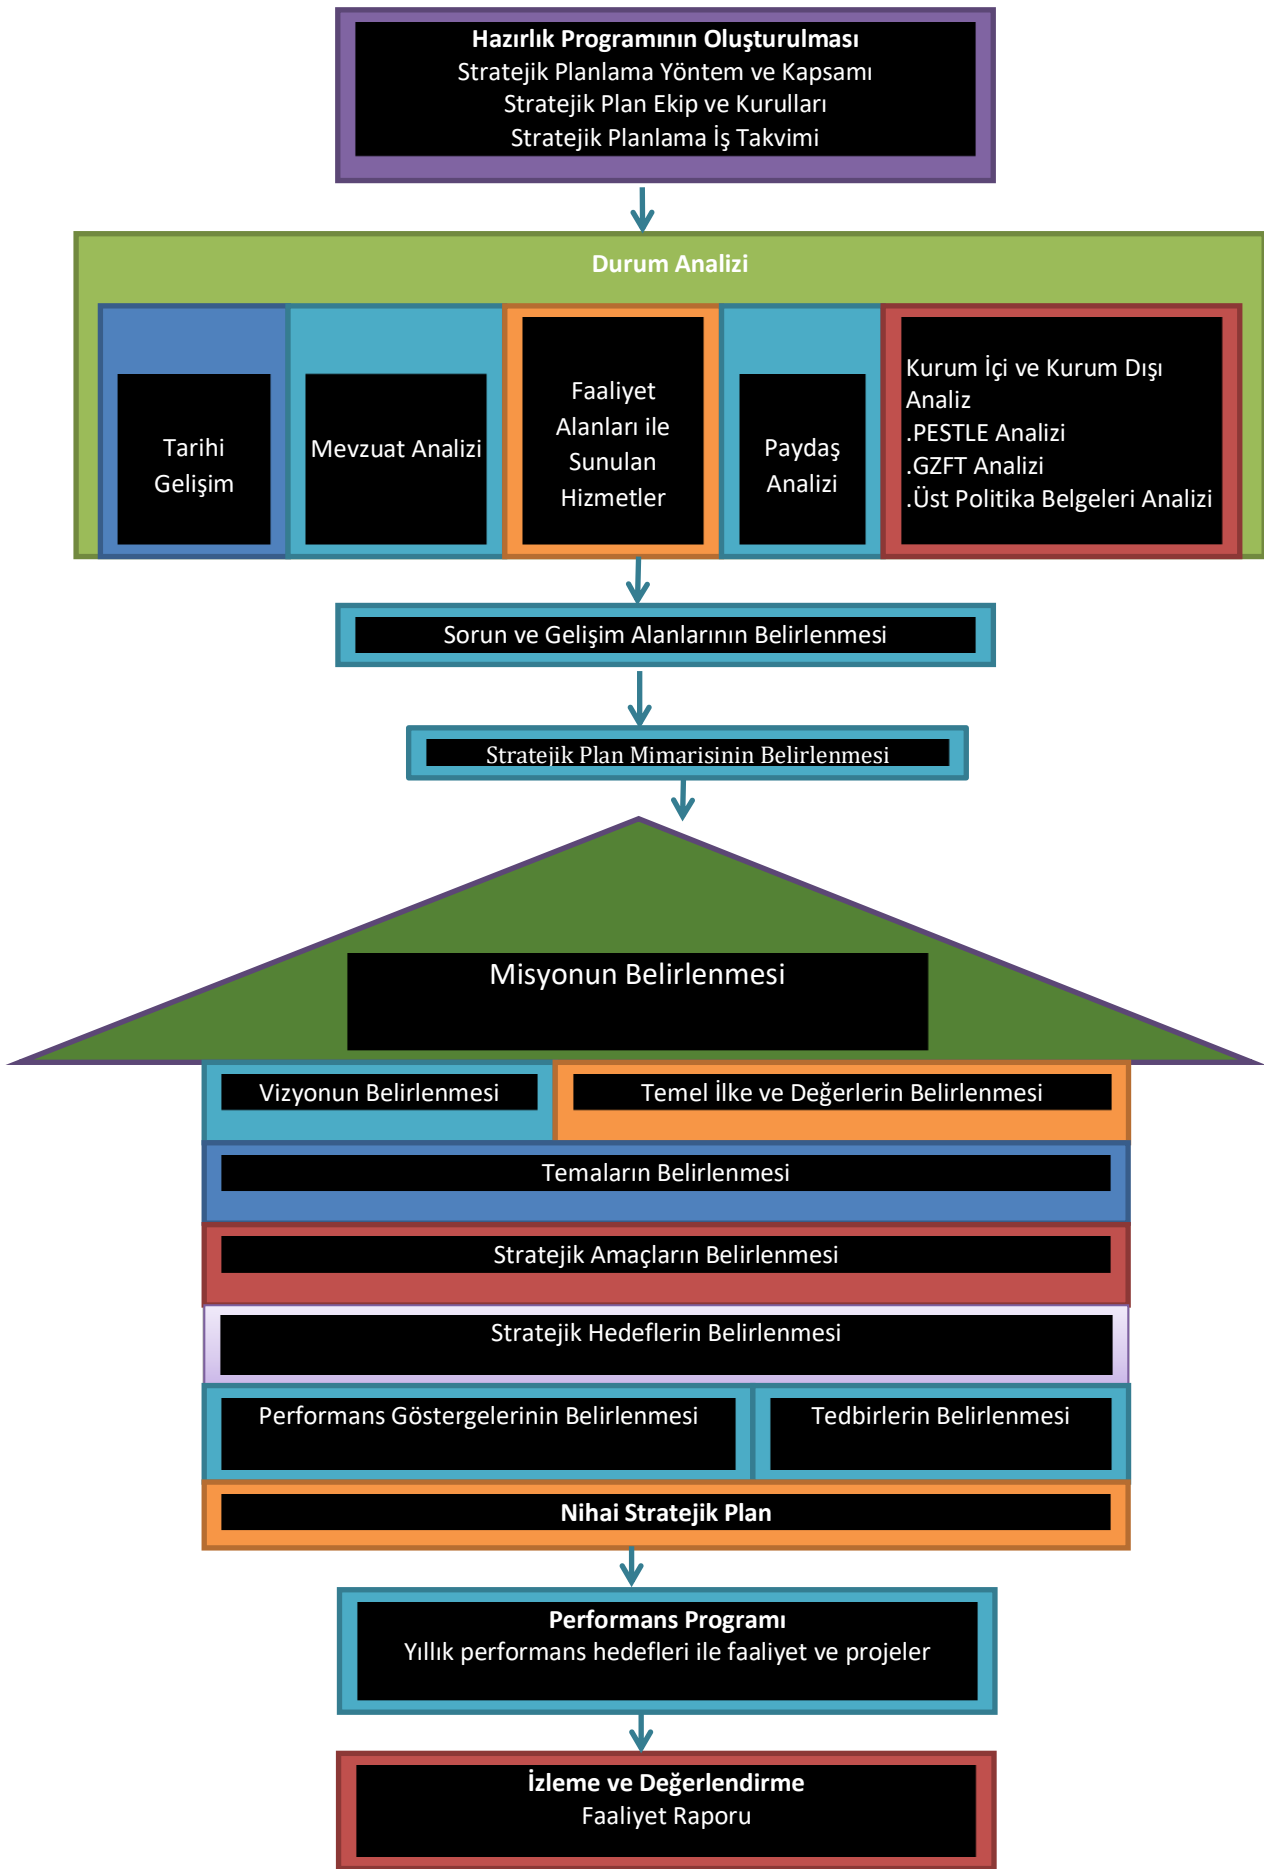 Hazırlık Programının Oluşturulması
Stratejik Planlama Yöntem ve Kapsamı
Stratejik Plan Ekip ve Kurulları
Stratejik Planlama İş Takvimi
Durum Analizi
Tarihi
Gelişim
Mevzuat Analizi
Faaliyet
Alanları ile
Sunulan
Hizmetler
Paydaş
Analizi
Kurum İçi ve Kurum Dışı
Analiz
.PESTLE Analizi
.GZFT Analizi
.Üst Politika Belgeleri Analizi
Sorun ve Gelişim Alanlarının Belirlenmesi
Stratejik Plan Mimarisinin Belirlenmesi
Misyonun Belirlenmesi
Vizyonun Belirlenmesi
Temel İlke ve Değerlerin Belirlenmesi
Temaların Belirlenmesi
Stratejik Amaçların Belirlenmesi
Stratejik Hedeflerin Belirlenmesi
Performans Göstergelerinin Belirlenmesi
Tedbirlerin Belirlenmesi
Nihai Stratejik Plan
Performans Programı
Yıllık performans hedefleri ile faaliyet ve projeler
İzleme ve Değerlendirme
Faaliyet Raporu